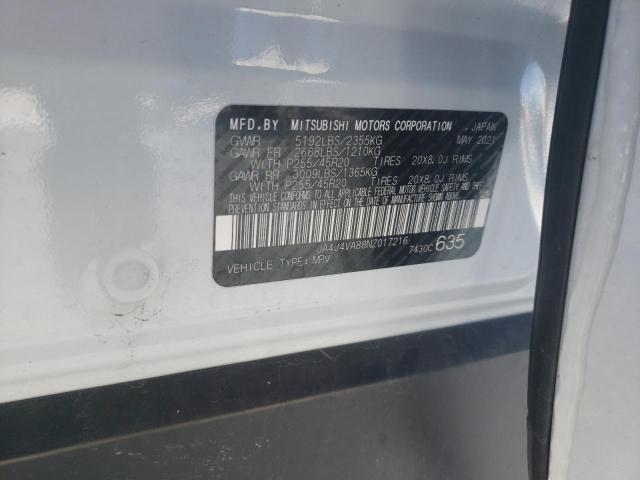 MFD.BY MITSUBISHI MOTORS CORPORATION , JAPAN
GVWR 5192LBS/2355KG MAY 2021
GAWR FR 2668LBS/1210KG
WITH P255/45R20 TIRES 20X8.0J RIMS
GAWR RR 3009LBS/1365KG
WITH P255/45R20 TIRES 20X8.0J RIMS
THIS VEHICLE CONFORMS TO ALL APPLICABLE FEDERAL MOTOR VEHICLE SAFETY AND
THEFT PREVENTION STANDARDS IN EFFECT ON THE DATE OF MANUFACTURE SHOWN ABOVE.
JA4J4VA88NZ017216
VEHICLE TYPE:MPV 7430C 635